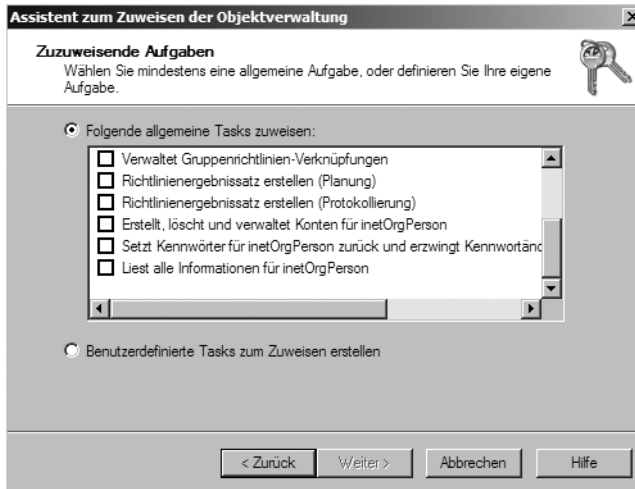 Assistent zum Zuweisen der Objektverwaltung
Zuzuweisende Aufgaben
Wählen Sie mindestens eine allgemeine Aufgabe, oder definieren Sie Ihre eigene
Aufgabe.
Folgende allgemeine Tasks zuweisen:
Verwaltet Gruppenrichtlinien-Verknüpfungen
Richtlinienergebnissatz erstellen (Planung)
Richtlinienergebnissatz erstellen (Protokollierung)
Erstellt, löscht und verwaltet Konten für inetOrgPerson
Setzt Kennwörter für inetOrgPerson zurück und erzwingt Kennwortänd
Liest alle Informationen für inetOrgPerson
Benutzerdefinierte Tasks zum Zuweisen erstellen
< Zurück Weiter > Abbrechen Hilfe